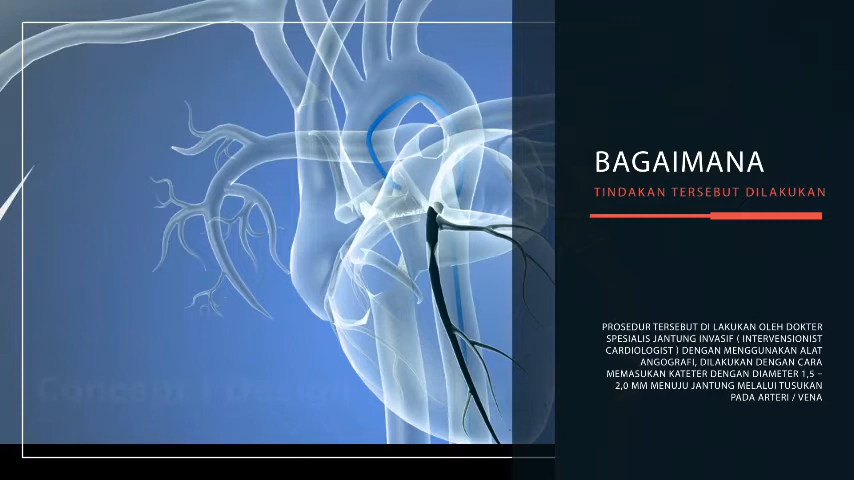 BAGAIMANA
TINDAKAN TERSEBUT DILAKUKAN
PROSEDUR TERSEBUT DI LAKUKAN OLEH DOKTER
SPESIALIS JANTUNG INVASIF ( INTERVENSIONIST
CARDIOLOGIST ) DENGAN MENGGUNAKAN ALAT
ANGOGRAFI, DILAKUKAN DENGAN CARA
MEMASUKAN KATETER DENGAN DIAMETER 1,5 –
2,0 MM MENUJU JANTUNG MELALUI TUSUKAN
PADA ARTERI / VENA